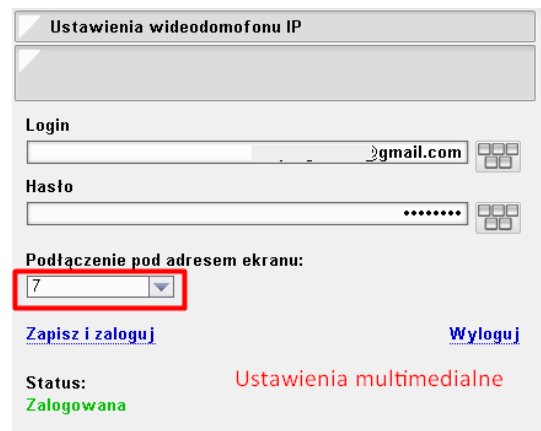 Ustawienia wideodomofonu IP
Login
@gmail.com
Hasło
••••••••
Podłączenie pod adresem ekranu:
7
Zapisz i zaloguj Wyloguj
Status: Ustawienia multimedialne
Zalogowana